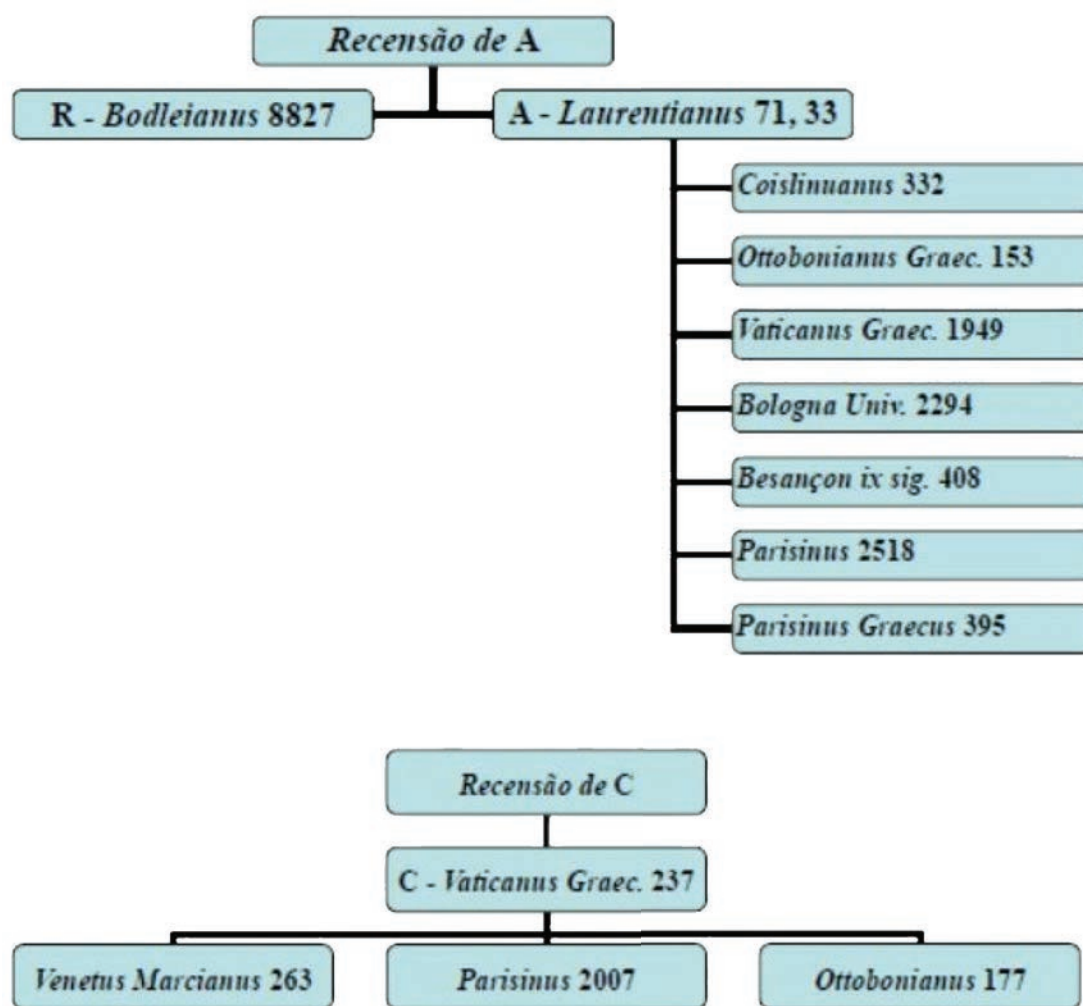 Recensão de A
R - Bodleianus 8827
A - Laurentianus 71, 33
Coislinuanus 332
Ottobonianus Graec. 153
Vaticanus Graec. 1949
Bologna Univ. 2294
Besançon ix sig. 408
Parisinus 2518
Parisinus Graecus 395
Recensão de C
C - Vaticanus Graec. 237
Venetus Marcianus 263
Parisinus 2007
Ottobonianus 177